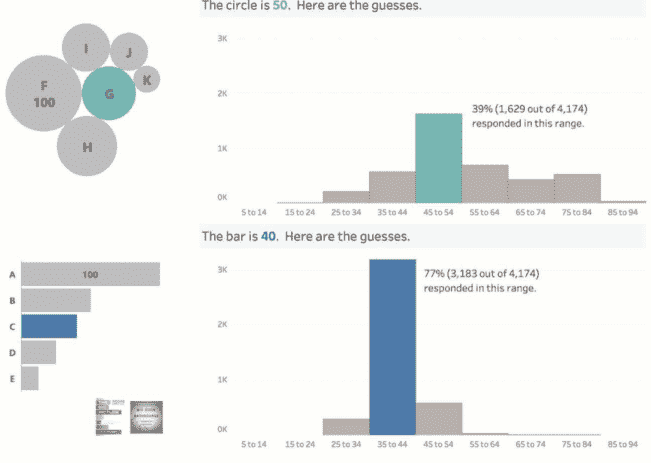 The circle is 50. Here are the guesses.
I
J
F
100
G
K
H
3K
2K
1K
0K
39% (1,629 out of 4,174)
responded in this range.
5 to 14 15 to 24 25 to 34 35 to 44 45 to 54 55 to 64 65 to 74 75 to 84 85 to 94
The bar is 40. Here are the guesses.
A 100
B
C
D
E
3K
2K
1K
0K
77% (3,183 out of 4,174)
responded in this range.
5 to 14 15 to 24 25 to 34 35 to 44 45 to 54 55 to 64 65 to 74 75 to 84 85 to 94